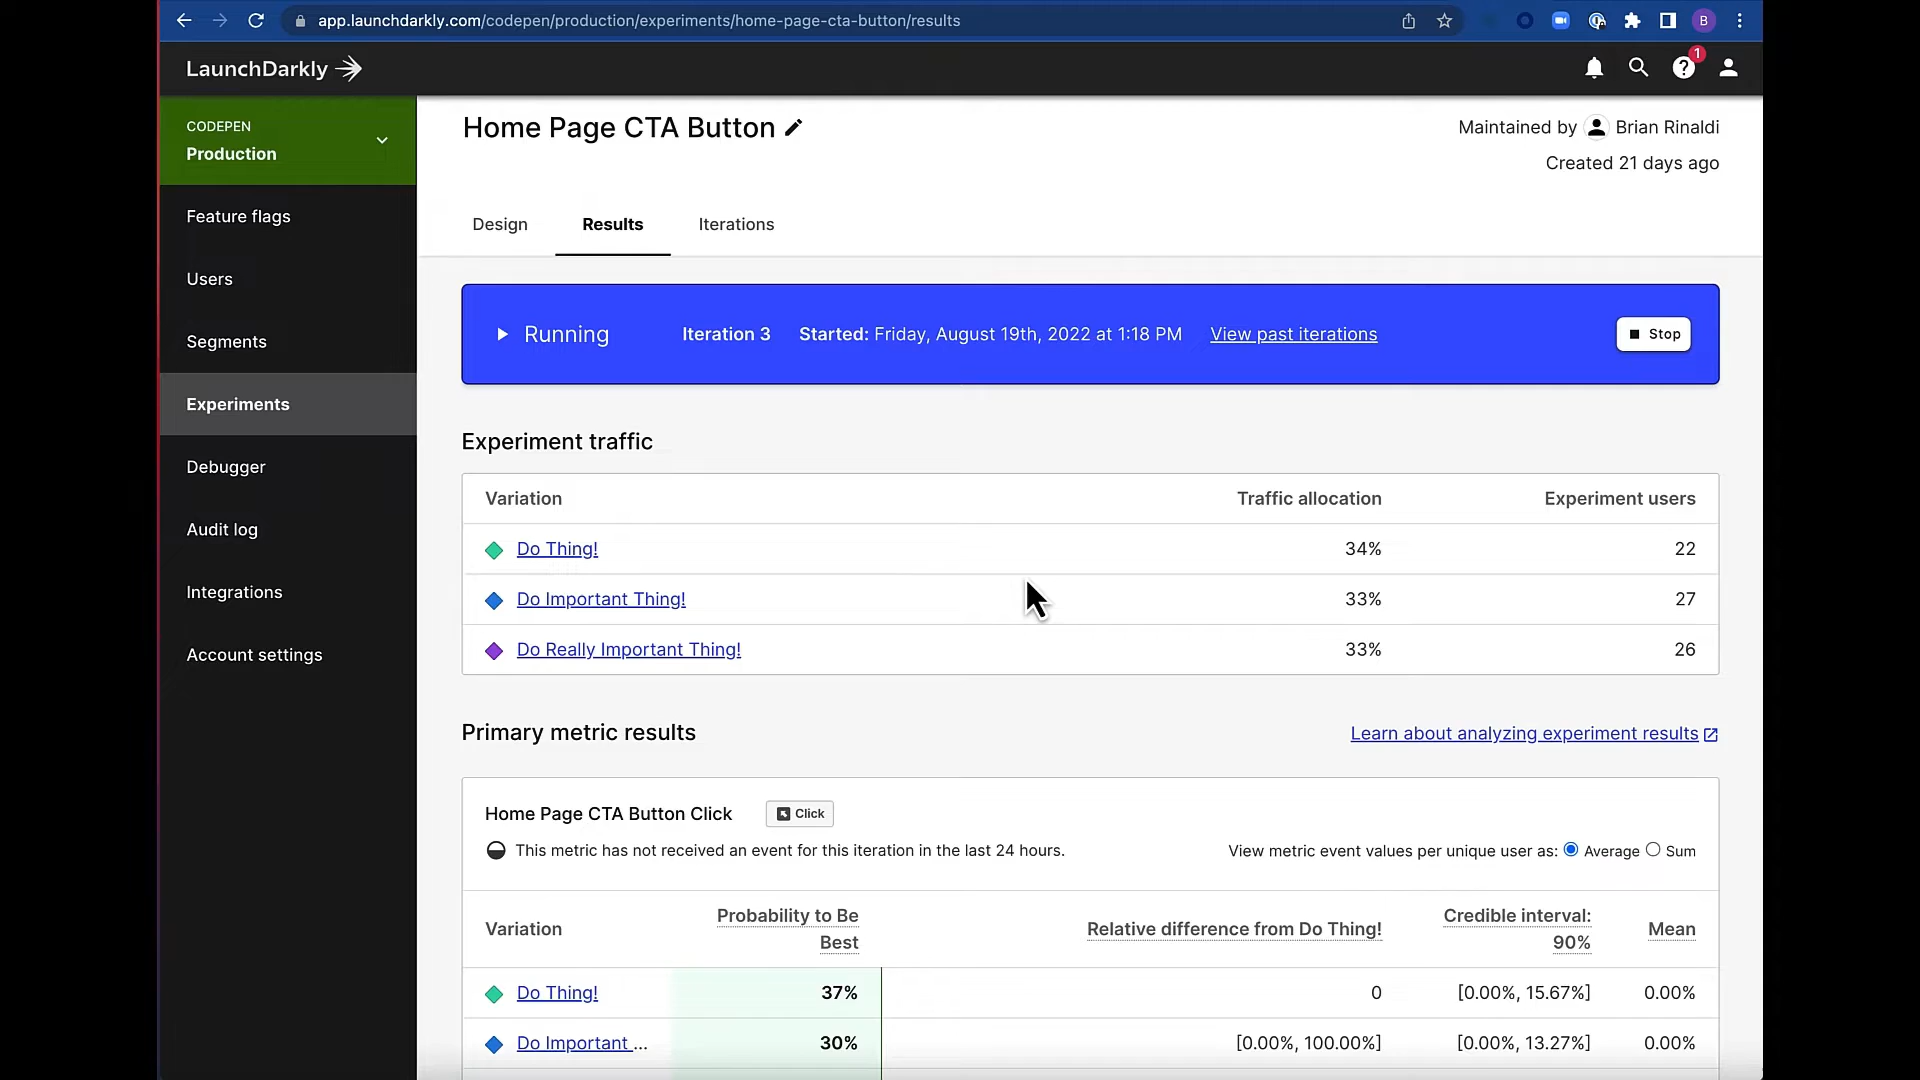 app.launchdarkly.com/codepen/production/experiments/home-page-cta-button/results
B
LaunchDarkly
1
CODEPEN
Production
Feature flags
Users
Segments
Experiments
Debugger
Audit log
Integrations
Account settings
Home Page CTA Button
Maintained by Brian Rinaldi
Created 21 days ago
Design Results Iterations
Running Iteration 3 Started: Friday, August 19th, 2022 at 1:18 PM View past iterations Stop
Experiment traffic
Variation Traffic allocation Experiment users
Do Thing! 34% 22
Do Important Thing! 33% 27
Do Really Important Thing! 33% 26
Primary metric results Learn about analyzing experiment results
Home Page CTA Button Click Click
This metric has not received an event for this iteration in the last 24 hours. View metric event values per unique user as: Average Sum
Variation Probability to Be Best Relative difference from Do Thing! Credible interval: 90% Mean
Do Thing! 37% 0 [0.00%, 15.67%] 0.00%
Do Important ... 30% [0.00%, 100.00%] [0.00%, 13.27%] 0.00%